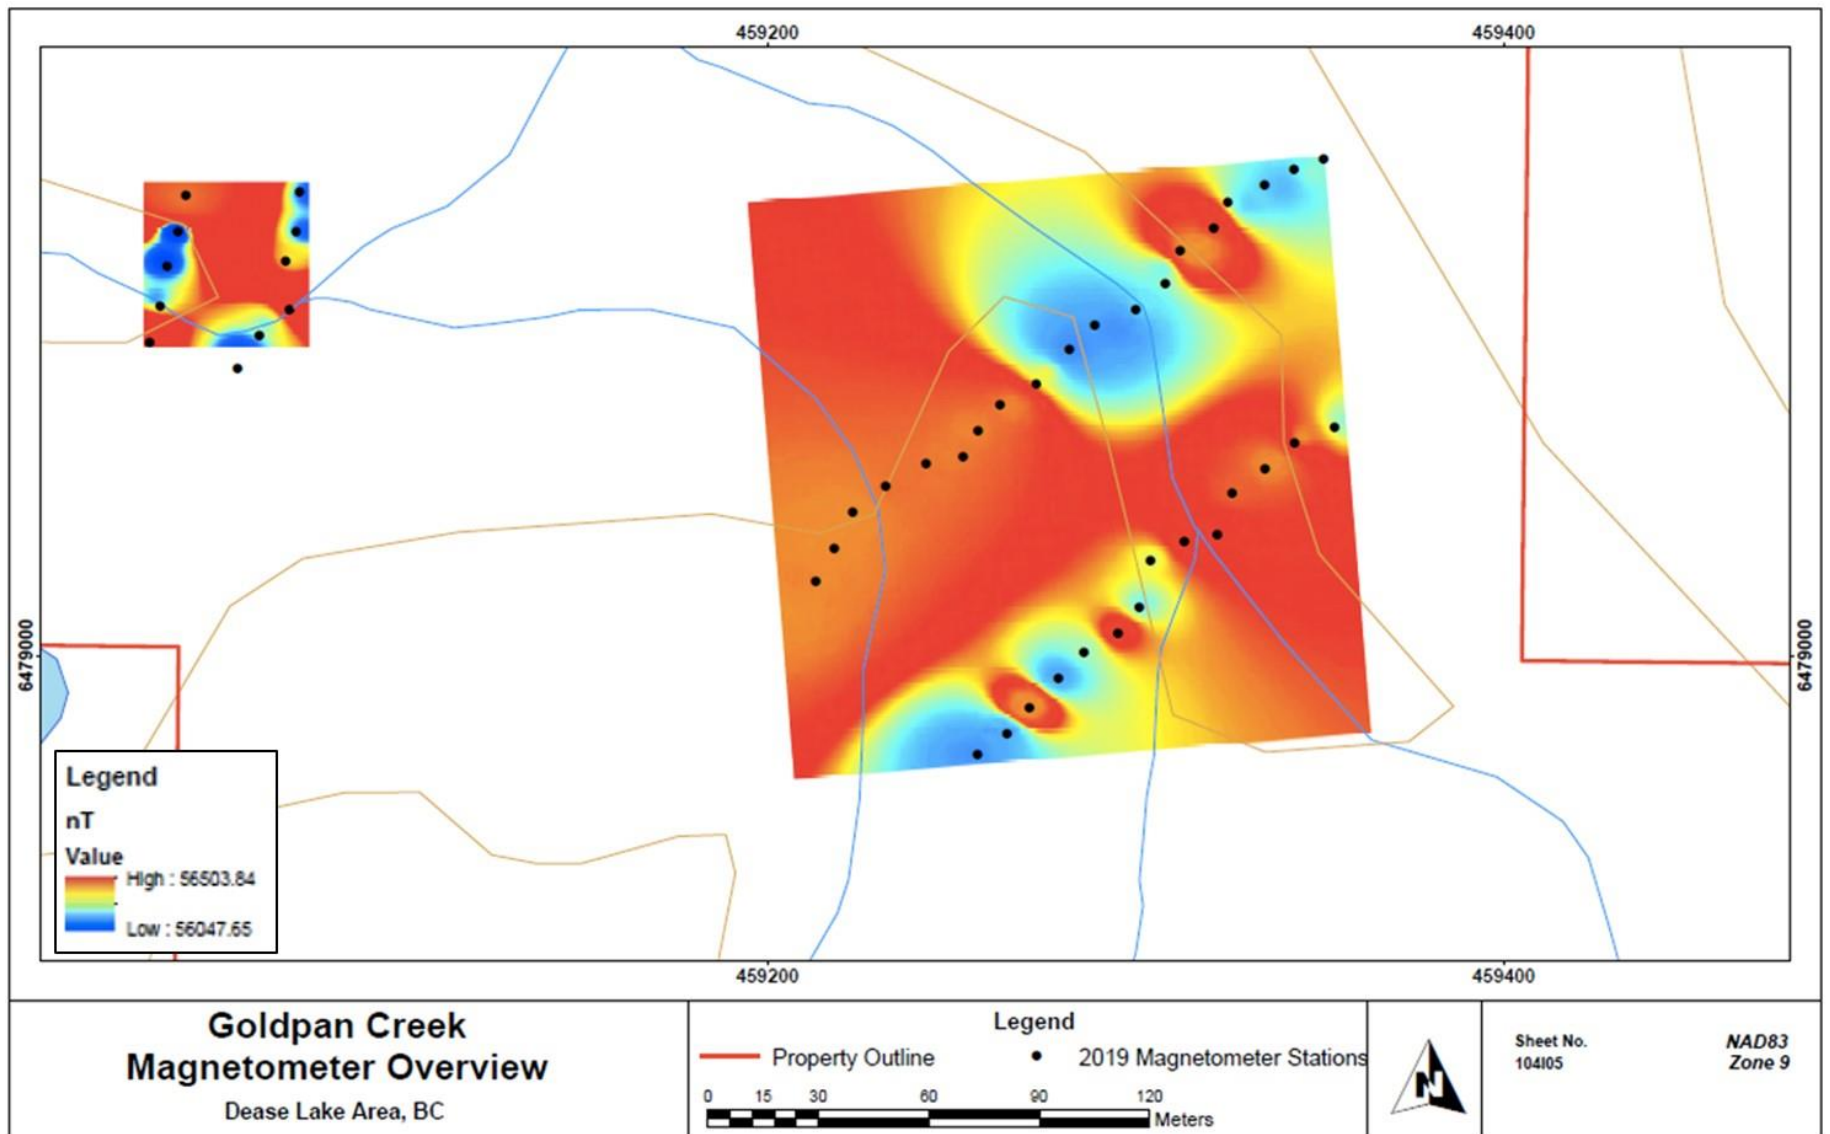 459200 459400
6479000
6479000
Legend
nT
Value
High : 56503.84
Low : 56047.65
459200 459400
Goldpan Creek
Magnetometer Overview
Dease Lake Area, BC
Legend
Property Outline
2019 Magnetometer Stations
0 15 30 60 90 120
Meters
N
Sheet No.
104I05
NAD83
Zone 9